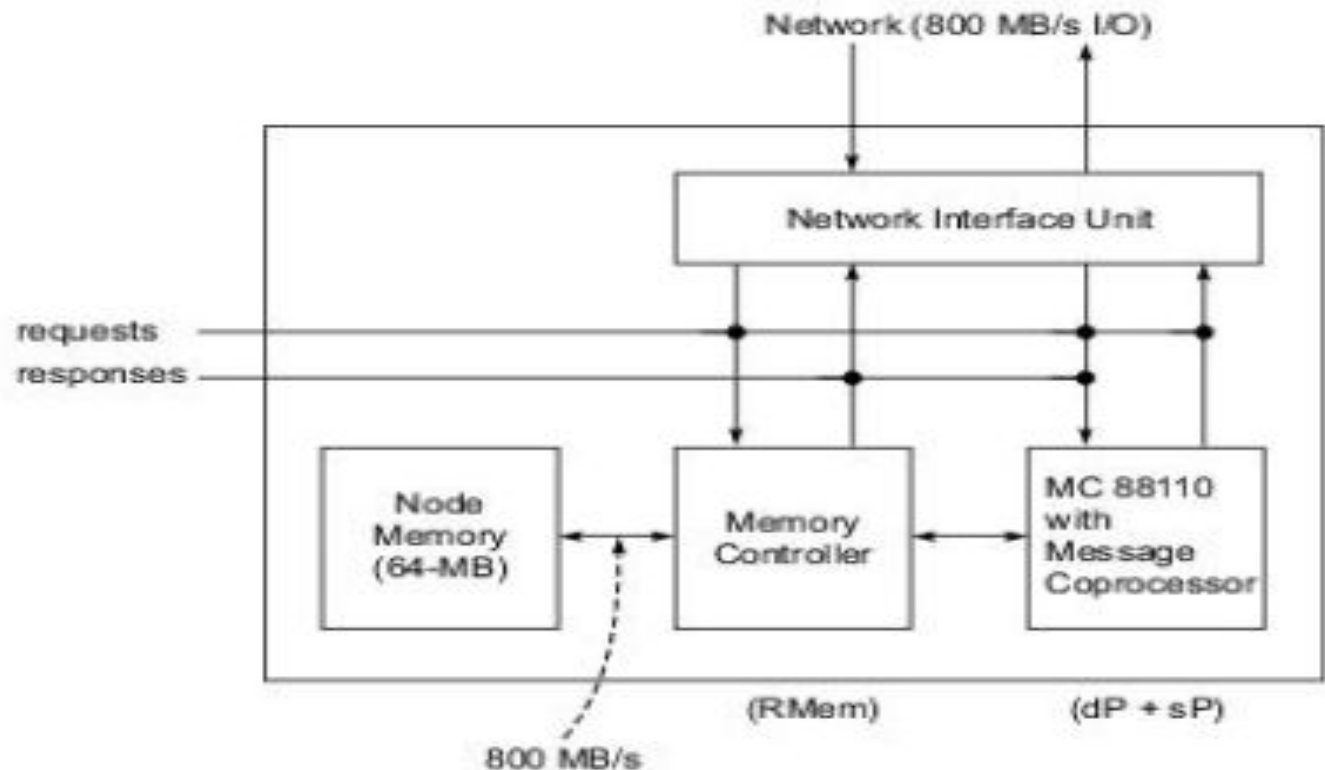 Network (800 MB/s I/O)
Network Interface Unit
requests
responses
Node
Memory
(64-MB)
Memory
Controller
MC 88110
with
Message
Coprocessor
(RMem)
(dP + sP)
800 MB/s